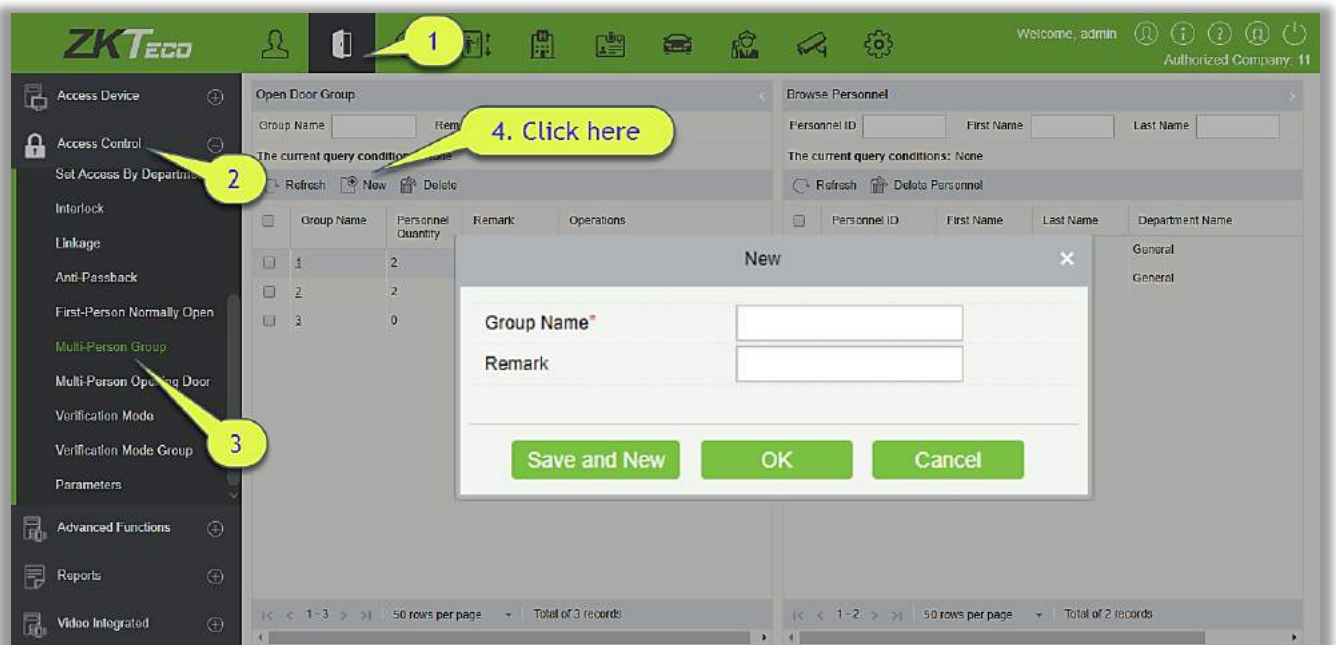 ZKTECO
1
Welcome, admin
Authorized Company: 11
Access Device
Access Control
2
Set Access By Departm
Interlock
Linkage
Anti-Passback
First-Person Normally Open
Multi-Person Group
Multi-Person Opening Door
Verification Mode
Verification Mode Group
3
Parameters
Advanced Functions
Reports
Video Integrated
Open Door Group
Group Name
Rem
4. Click here
The current query conditions: None
Refresh New Delete
Group Name Personnel Quantity Remark Operations
1 2
2 2
3 0
1-3 50 rows per page Total of 3 records
Browse Personnel
Personnel ID First Name Last Name
The current query conditions: None
Refresh Delete Personnel
Personnel ID First Name Last Name Department Name
General
General
1-2 50 rows per page Total of 2 records
New
Group Name*
Remark
Save and New OK Cancel